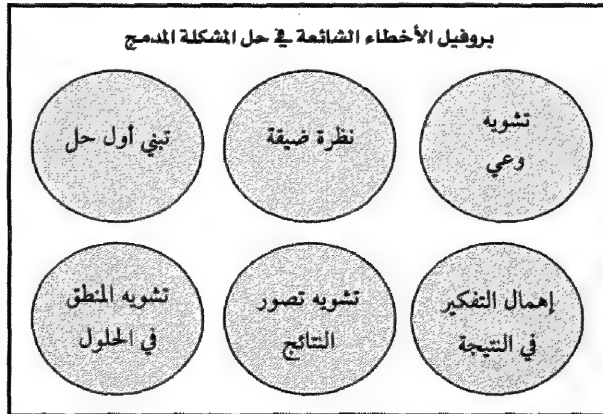 بروفيل الأخطاء الشائعة في حل المشكلة المدمج
تشويه
وعي
نظرة ضيقة
تبني أول حل
إهمال التفكير
في النتيجة
تشويه تصور
النتائج
تشويه المنطق
في الحلول